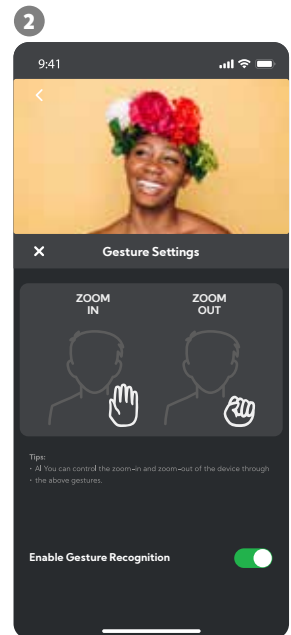 2
9:41
Gesture Settings
ZOOM ZOOM
IN OUT
Tips:
• AI You can control the zoom-in and zoom-out of the device through
• the above gestures.
Enable Gesture Recognition